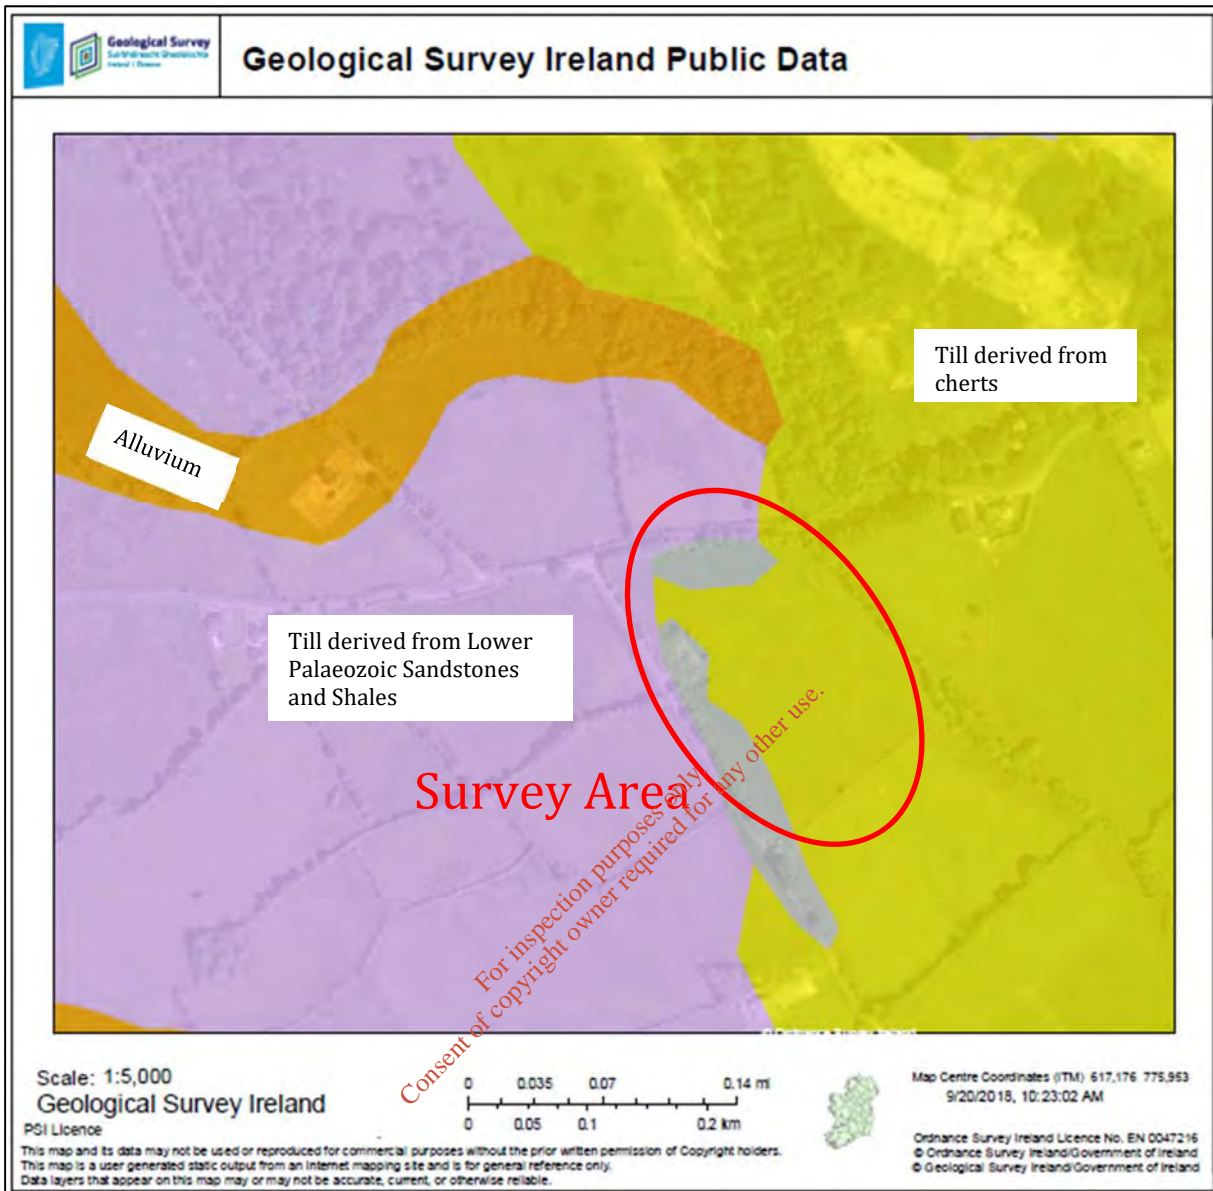 Geological Survey
Suirbhéireacht Gheolaíochta
Ireland | Éireann
Geological Survey Ireland Public Data
Till derived from
cherts
Alluvium
Till derived from Lower
Palaeozoic Sandstones
and Shales
Survey Area
For inspection purposes only.
Consent of copyright owner required for any other use.
© Ordnance Survey Ireland
Scale: 1:5,000
Geological Survey Ireland
PSI Licence
0 0.035 0.07 0.14 mi
0 0.05 0.1 0.2 km
Map Centre Coordinates (ITM) 617,176 775,953
9/20/2018, 10:23:02 AM
This map and its data may not be used or reproduced for commercial purposes without the prior written permission of Copyright holders.
This map is a user generated static output from an Internet mapping site and is for general reference only.
Data layers that appear on this map may or may not be accurate, current, or otherwise reliable.
Ordnance Survey Ireland Licence No. EN 0047216
© Ordnance Survey Ireland/Government of Ireland
© Geological Survey Ireland/Government of Ireland